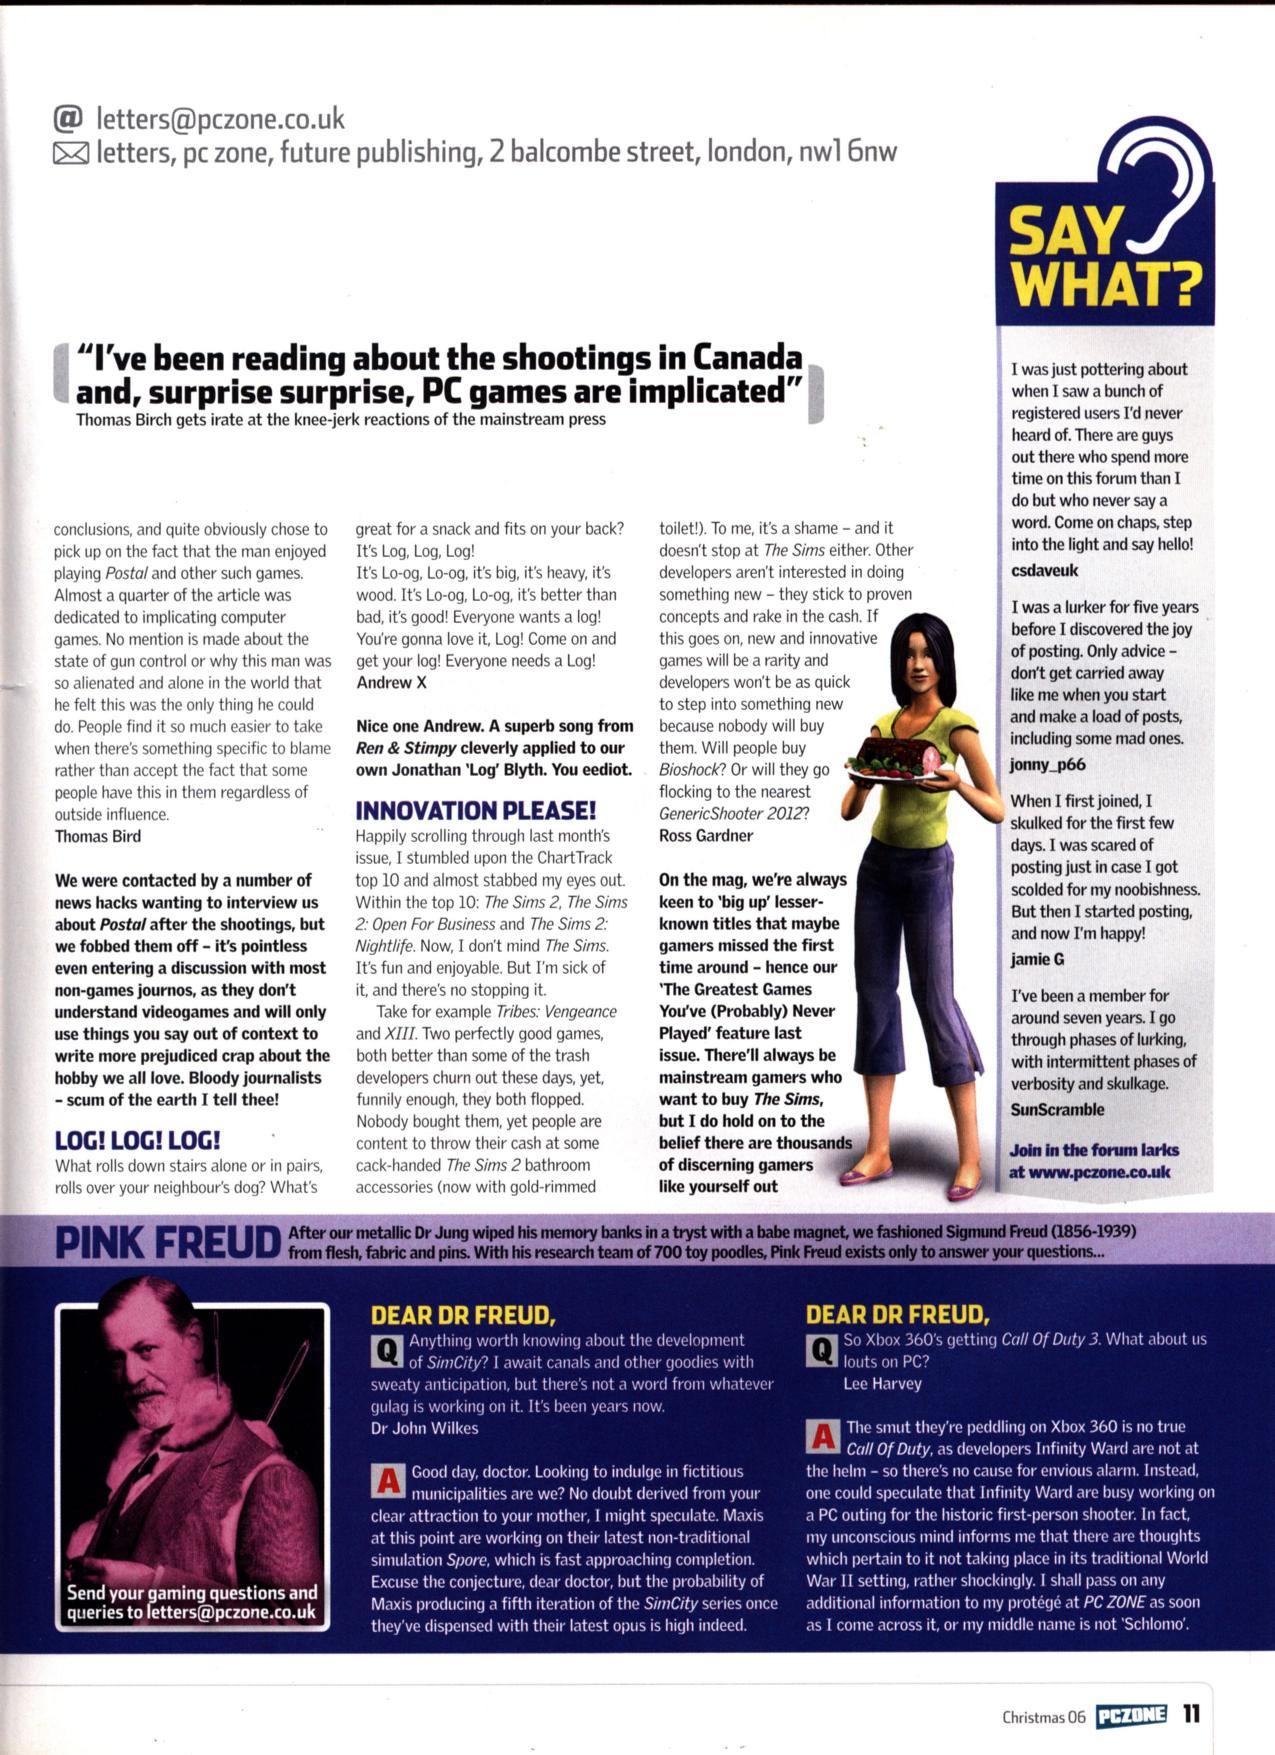 @ letters@pczone.co.uk
letters, pc zone, future publishing, 2 balcombe street, london, nw1 6nw
"I've been reading about the shootings in Canada
and, surprise surprise, PC games are implicated"
Thomas Birch gets irate at the knee-jerk reactions of the mainstream press
conclusions, and quite obviously chose to
pick up on the fact that the man enjoyed
playing Postal and other such games.
Almost a quarter of the article was
dedicated to implicating computer
games. No mention is made about the
state of gun control or why this man was
so alienated and alone in the world that
he felt this was the only thing he could
do. People find it so much easier to take
when there's something specific to blame
rather than accept the fact that some
people have this in them regardless of
outside influence.
Thomas Bird
We were contacted by a number of
news hacks wanting to interview us
about Postal after the shootings, but
we fobbed them off – it's pointless
even entering a discussion with most
non-games journos, as they don't
understand videogames and will only
use things you say out of context to
write more prejudiced crap about the
hobby we all love. Bloody journalists
– scum of the earth I tell thee!
LOG! LOG! LOG!
What rolls down stairs alone or in pairs,
rolls over your neighbour's dog? What's
great for a snack and fits on your back?
It's Log, Log, Log!
It's Lo-og, Lo-og, it's big, it's heavy, it's
wood. It's Lo-og, Lo-og, it's better than
bad, it's good! Everyone wants a log!
You're gonna love it, Log! Come on and
get your log! Everyone needs a Log!
Andrew X
Nice one Andrew. A superb song from
Ren & Stimpy cleverly applied to our
own Jonathan 'Log' Blyth. You eediot.
INNOVATION PLEASE!
Happily scrolling through last month's
issue, I stumbled upon the ChartTrack
top 10 and almost stabbed my eyes out.
Within the top 10: The Sims 2, The Sims
2: Open For Business and The Sims 2:
Nightlife. Now, I don't mind The Sims.
It's fun and enjoyable. But I'm sick of
it, and there's no stopping it.
Take for example Tribes: Vengeance
and XIII. Two perfectly good games,
both better than some of the trash
developers churn out these days, yet,
funnily enough, they both flopped.
Nobody bought them, yet people are
content to throw their cash at some
cack-handed The Sims 2 bathroom
accessories (now with gold-rimmed
toilet!). To me, it's a shame – and it
doesn't stop at The Sims either. Other
developers aren't interested in doing
something new – they stick to proven
concepts and rake in the cash. If
this goes on, new and innovative
games will be a rarity and
developers won't be as quick
to step into something new
because nobody will buy
them. Will people buy
Bioshock? Or will they go
flocking to the nearest
GenericShooter 2012?
Ross Gardner
On the mag, we're always
keen to 'big up' lesser-
known titles that maybe
gamers missed the first
time around – hence our
'The Greatest Games
You've (Probably) Never
Played' feature last
issue. There'll always be
mainstream gamers who
want to buy The Sims,
but I do hold on to the
belief there are thousands
of discerning gamers
like yourself out
SAY
WHAT?
I was just pottering about
when I saw a bunch of
registered users I'd never
heard of. There are guys
out there who spend more
time on this forum than I
do but who never say a
word. Come on chaps, step
into the light and say hello!
csdaveuk
I was a lurker for five years
before I discovered the joy
of posting. Only advice –
don't get carried away
like me when you start
and make a load of posts,
including some mad ones.
jonny_p66
When I first joined, I
skulked for the first few
days. I was scared of
posting just in case I got
scolded for my noobishness.
But then I started posting,
and now I'm happy!
jamie G
I've been a member for
around seven years. I go
through phases of lurking,
with intermittent phases of
verbosity and skulkage.
SunScramble
Join in the forum larks
at www.pczone.co.uk
PINK FREUD
After our metallic Dr Jung wiped his memory banks in a tryst with a babe magnet, we fashioned Sigmund Freud (1856-1939)
from flesh, fabric and pins. With his research team of 700 toy poodles, Pink Freud exists only to answer your questions...
Send your gaming questions and
queries to letters@pczone.co.uk
DEAR DR FREUD,
Q Anything worth knowing about the development
of SimCity? I await canals and other goodies with
sweaty anticipation, but there's not a word from whatever
gulag is working on it. It's been years now.
Dr John Wilkes
A Good day, doctor. Looking to indulge in fictitious
municipalities are we? No doubt derived from your
clear attraction to your mother, I might speculate. Maxis
at this point are working on their latest non-traditional
simulation Spore, which is fast approaching completion.
Excuse the conjecture, dear doctor, but the probability of
Maxis producing a fifth iteration of the SimCity series once
they've dispensed with their latest opus is high indeed.
DEAR DR FREUD,
Q So Xbox 360's getting Call Of Duty 3. What about us
louts on PC?
Lee Harvey
A The smut they're peddling on Xbox 360 is no true
Call Of Duty, as developers Infinity Ward are not at
the helm – so there's no cause for envious alarm. Instead,
one could speculate that Infinity Ward are busy working on
a PC outing for the historic first-person shooter. In fact,
my unconscious mind informs me that there are thoughts
which pertain to it not taking place in its traditional World
War II setting, rather shockingly. I shall pass on any
additional information to my protégé at PC ZONE as soon
as I come across it, or my middle name is not 'Schlomo'.
Christmas 06 PCZONE 11